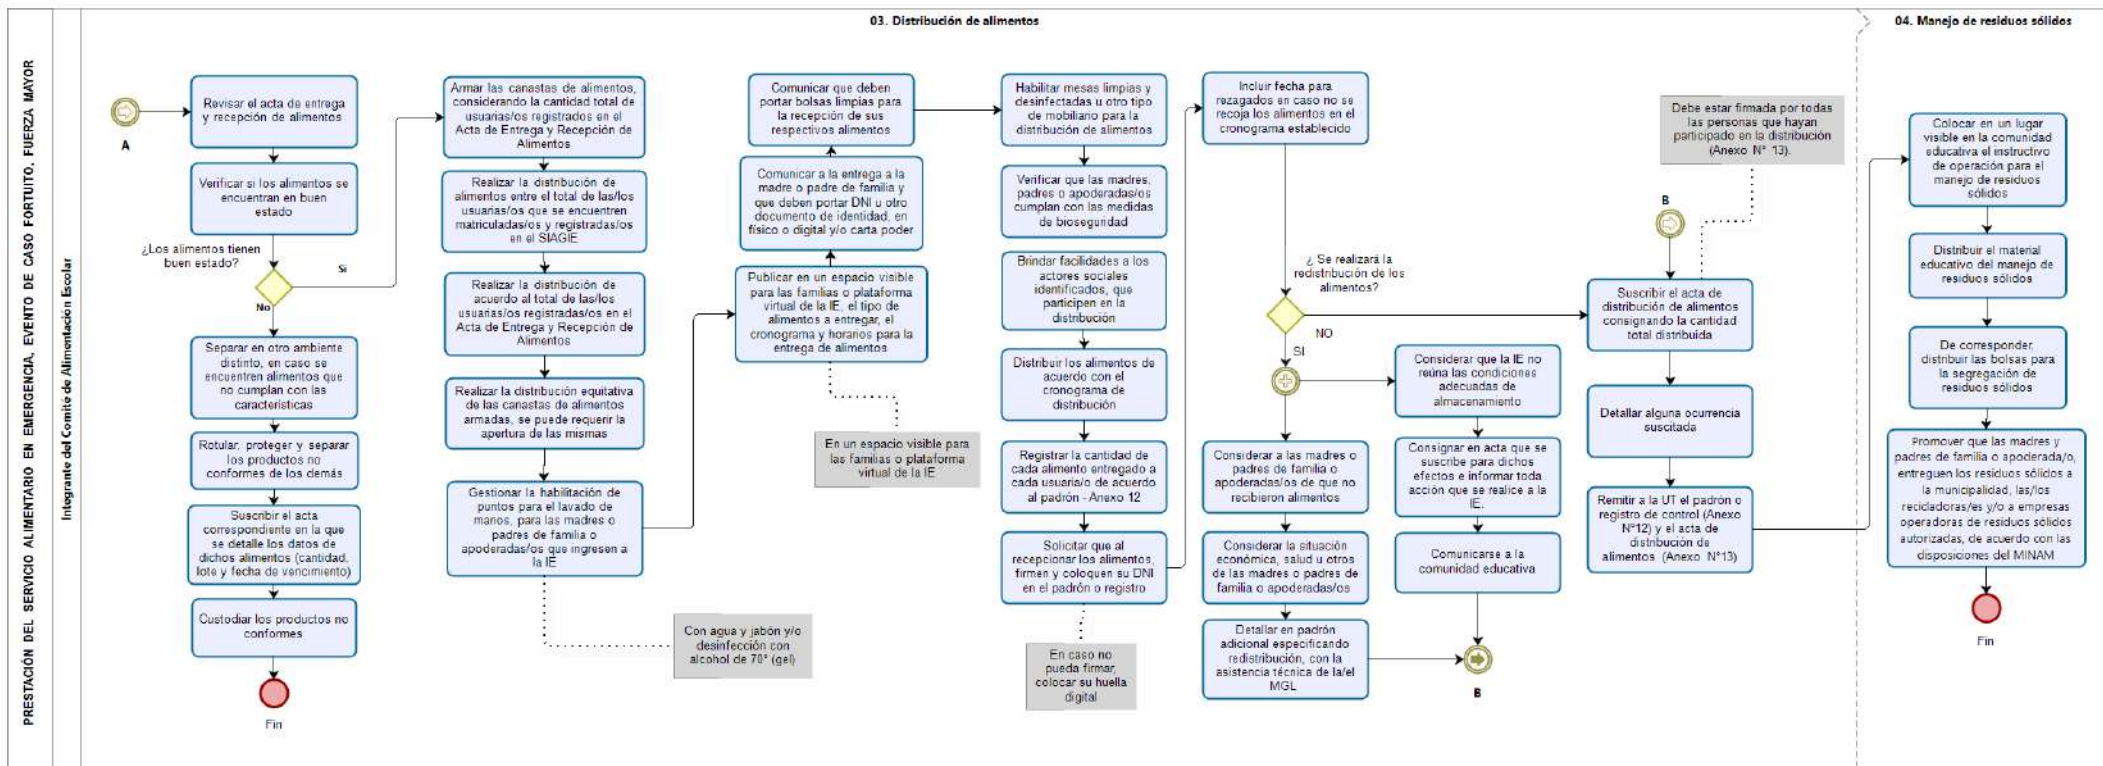 PRESTACIÓN DEL SERVICIO ALIMENTARIO EN EMERGENCIA, EVENTO DE CASO FORTUITO, FUERZA MAYOR
Integrante del Comité de Alimentación Escolar
03. Distribución de alimentos
A
Revisar el acta de entrega
y recepción de alimentos
Verificar si los alimentos se
encuentran en buen
estado
¿Los alimentos tienen
buen estado?
Si
No
Separar en otro ambiente
distinto, en caso se
encuentren alimentos que
no cumplan con las
características
Rotular, proteger y separar
los productos no
conformes de los demás
Suscribir el acta
correspondiente en la que
se detalle los datos de
dichos alimentos (cantidad,
lote y fecha de vencimiento)
Custodiar los productos no
conformes
Fin
Armar las canastas de alimentos,
considerando la cantidad total de
usuarias/os registrados en el
Acta de Entrega y Recepción de
Alimentos
Realizar la distribución de
alimentos entre el total de las/los
usuarias/os que se encuentren
matriculadas/os y registradas/os
en el SIAGIE
Realizar la distribución de
acuerdo al total de las/los
usuarias/os registradas/os en el
Acta de Entrega y Recepción de
Alimentos
Realizar la distribución equitativa
de las canastas de alimentos
armadas, se puede requerir la
apertura de las mismas
Gestionar la habilitación de
puntos para el lavado de
manos, para las madres o
padres de familia o
apoderadas/os que ingresen a
la IE
Con agua y jabón y/o
desinfección con
alcohol de 70° (gel)
Comunicar que deben
portar bolsas limpias para
la recepción de sus
respectivos alimentos
Comunicar a la entrega a la
madre o padre de familia y
que deben portar DNI u otro
documento de identidad, en
físico o digital y/o carta poder
Publicar en un espacio visible
para las familias o plataforma
virtual de la IE, el tipo de
alimentos a entregar, el
cronograma y horarios para la
entrega de alimentos
En un espacio visible para
las familias o plataforma
virtual de la IE
Habilitar mesas limpias y
desinfectadas u otro tipo
de mobiliario para la
distribución de alimentos
Verificar que las madres,
padres o apoderadas/os
cumplan con las medidas
de bioseguridad
Brindar facilidades a los
actores sociales
identificados, que
participen en la
distribución
Distribuir los alimentos de
acuerdo con el
cronograma de
distribución
Registrar la cantidad de
cada alimento entregado a
cada usuaria/o de acuerdo
al padrón - Anexo 12
Solicitar que al
recepcionar los alimentos,
firmen y coloquen su DNI
en el padrón o registro
En caso no
pueda firmar,
colocar su huella
digital
Incluir fecha para
rezagados en caso no se
recoja los alimentos en el
cronograma establecido
¿ Se realizará la
redistribución de los
alimentos?
NO
SI
Considerar a las madres o
padres de familia o
apoderadas/os de que no
recibieron alimentos
Considerar la situación
económica, salud u otros
de las madres o padres de
familia o apoderadas/os
Detallar en padrón
adicional especificando
redistribución, con la
asistencia técnica de la/el
MGL
Considerar que la IE no
reúna las condiciones
adecuadas de
almacenamiento
Consignar en acta que se
suscribe para dichos
efectos e informar toda
acción que se realice a la
IE.
Comunicarse a la
comunidad educativa
B
Debe estar firmada por todas
las personas que hayan
participado en la distribución
(Anexo N° 13).
B
Suscribir el acta de
distribución de alimentos
consignando la cantidad
total distribuida
Detallar alguna ocurrencia
suscitada
Remitir a la UT el padrón o
registro de control (Anexo
N°12) y el acta de
distribución de
alimentos (Anexo N°13)
04. Manejo de residuos sólidos
Colocar en un lugar
visible en la comunidad
educativa el instructivo
de operación para el
manejo de residuos
sólidos
Distribuir el material
educativo del manejo de
residuos sólidos
De corresponder,
distribuir las bolsas para
la segregación de
residuos sólidos
Promover que las madres y
padres de familia o apoderada/o,
entreguen los residuos sólidos a
la municipalidad, las/los
recicladoras/es y/o a empresas
operadoras de residuos sólidos
autorizadas, de acuerdo con las
disposiciones del MINAM
Fin